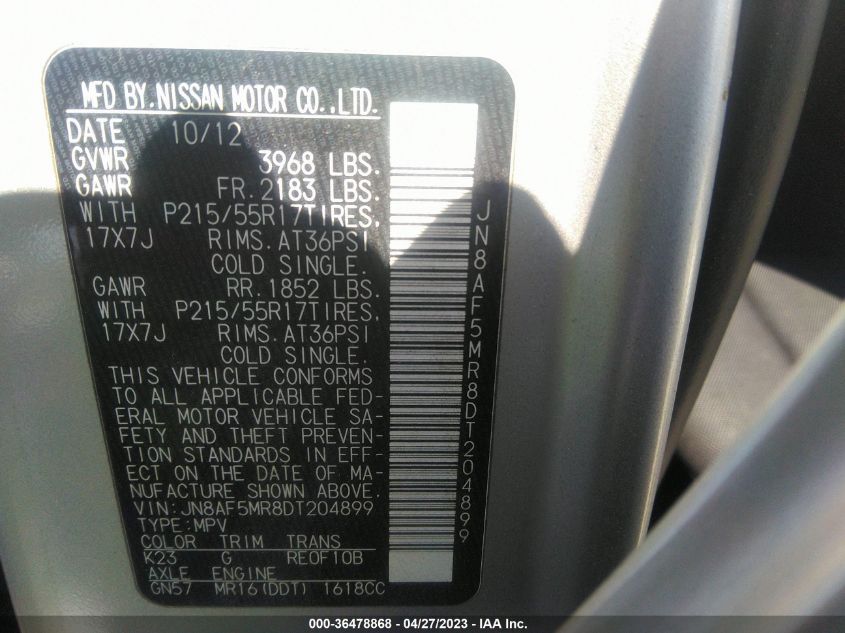 MFD BY.NISSAN MOTOR CO.,LTD.
DATE 10/12
GVWR 3968 LBS.
GAWR FR.2183 LBS.
WITH P215/55R17TIRES,
17X7J RIMS.AT36PSI
COLD SINGLE.
GAWR RR.1852 LBS.
WITH P215/55R17TIRES,
17X7J RIMS.AT36PSI
COLD SINGLE.
THIS VEHICLE CONFORMS
TO ALL APPLICABLE FED-
ERAL MOTOR VEHICLE SA-
FETY AND THEFT PREVEN-
TION STANDARDS IN EFF-
ECT ON THE DATE OF MA-
NUFACTURE SHOWN ABOVE.
VIN:JN8AF5MR8DT204899
TYPE:MPV
COLOR TRIM TRANS
K23 G RE0F10B
AXLE ENGINE
GN57 MR16(DDT) 1618CC
JN8AF5MR8DT204899
000-36478868 - 04/27/2023 - IAA Inc.